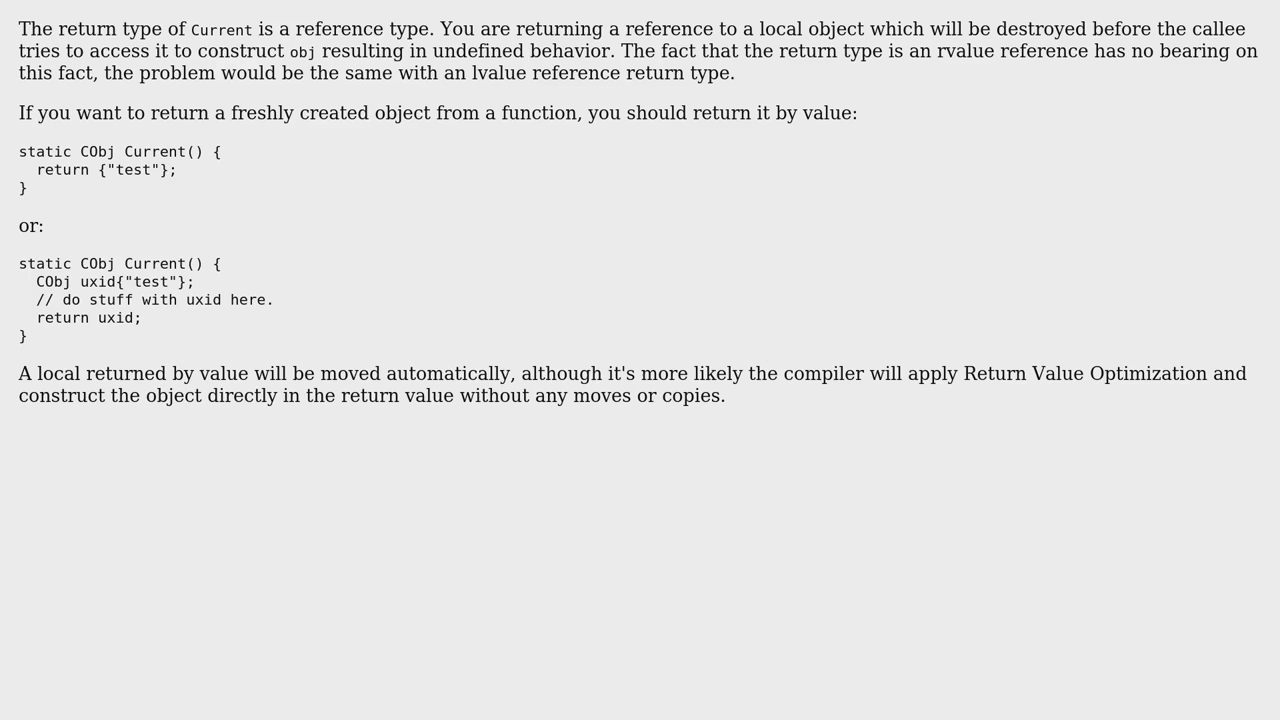 The return type of Current is a reference type. You are returning a reference to a local object which will be destroyed before the callee
tries to access it to construct obj resulting in undefined behavior. The fact that the return type is an rvalue reference has no bearing on
this fact, the problem would be the same with an lvalue reference return type.
If you want to return a freshly created object from a function, you should return it by value:
static CObj Current() {
  return {"test"};
}
or:
static CObj Current() {
  CObj uxid{"test"};
  // do stuff with uxid here.
  return uxid;
}
A local returned by value will be moved automatically, although it's more likely the compiler will apply Return Value Optimization and
construct the object directly in the return value without any moves or copies.